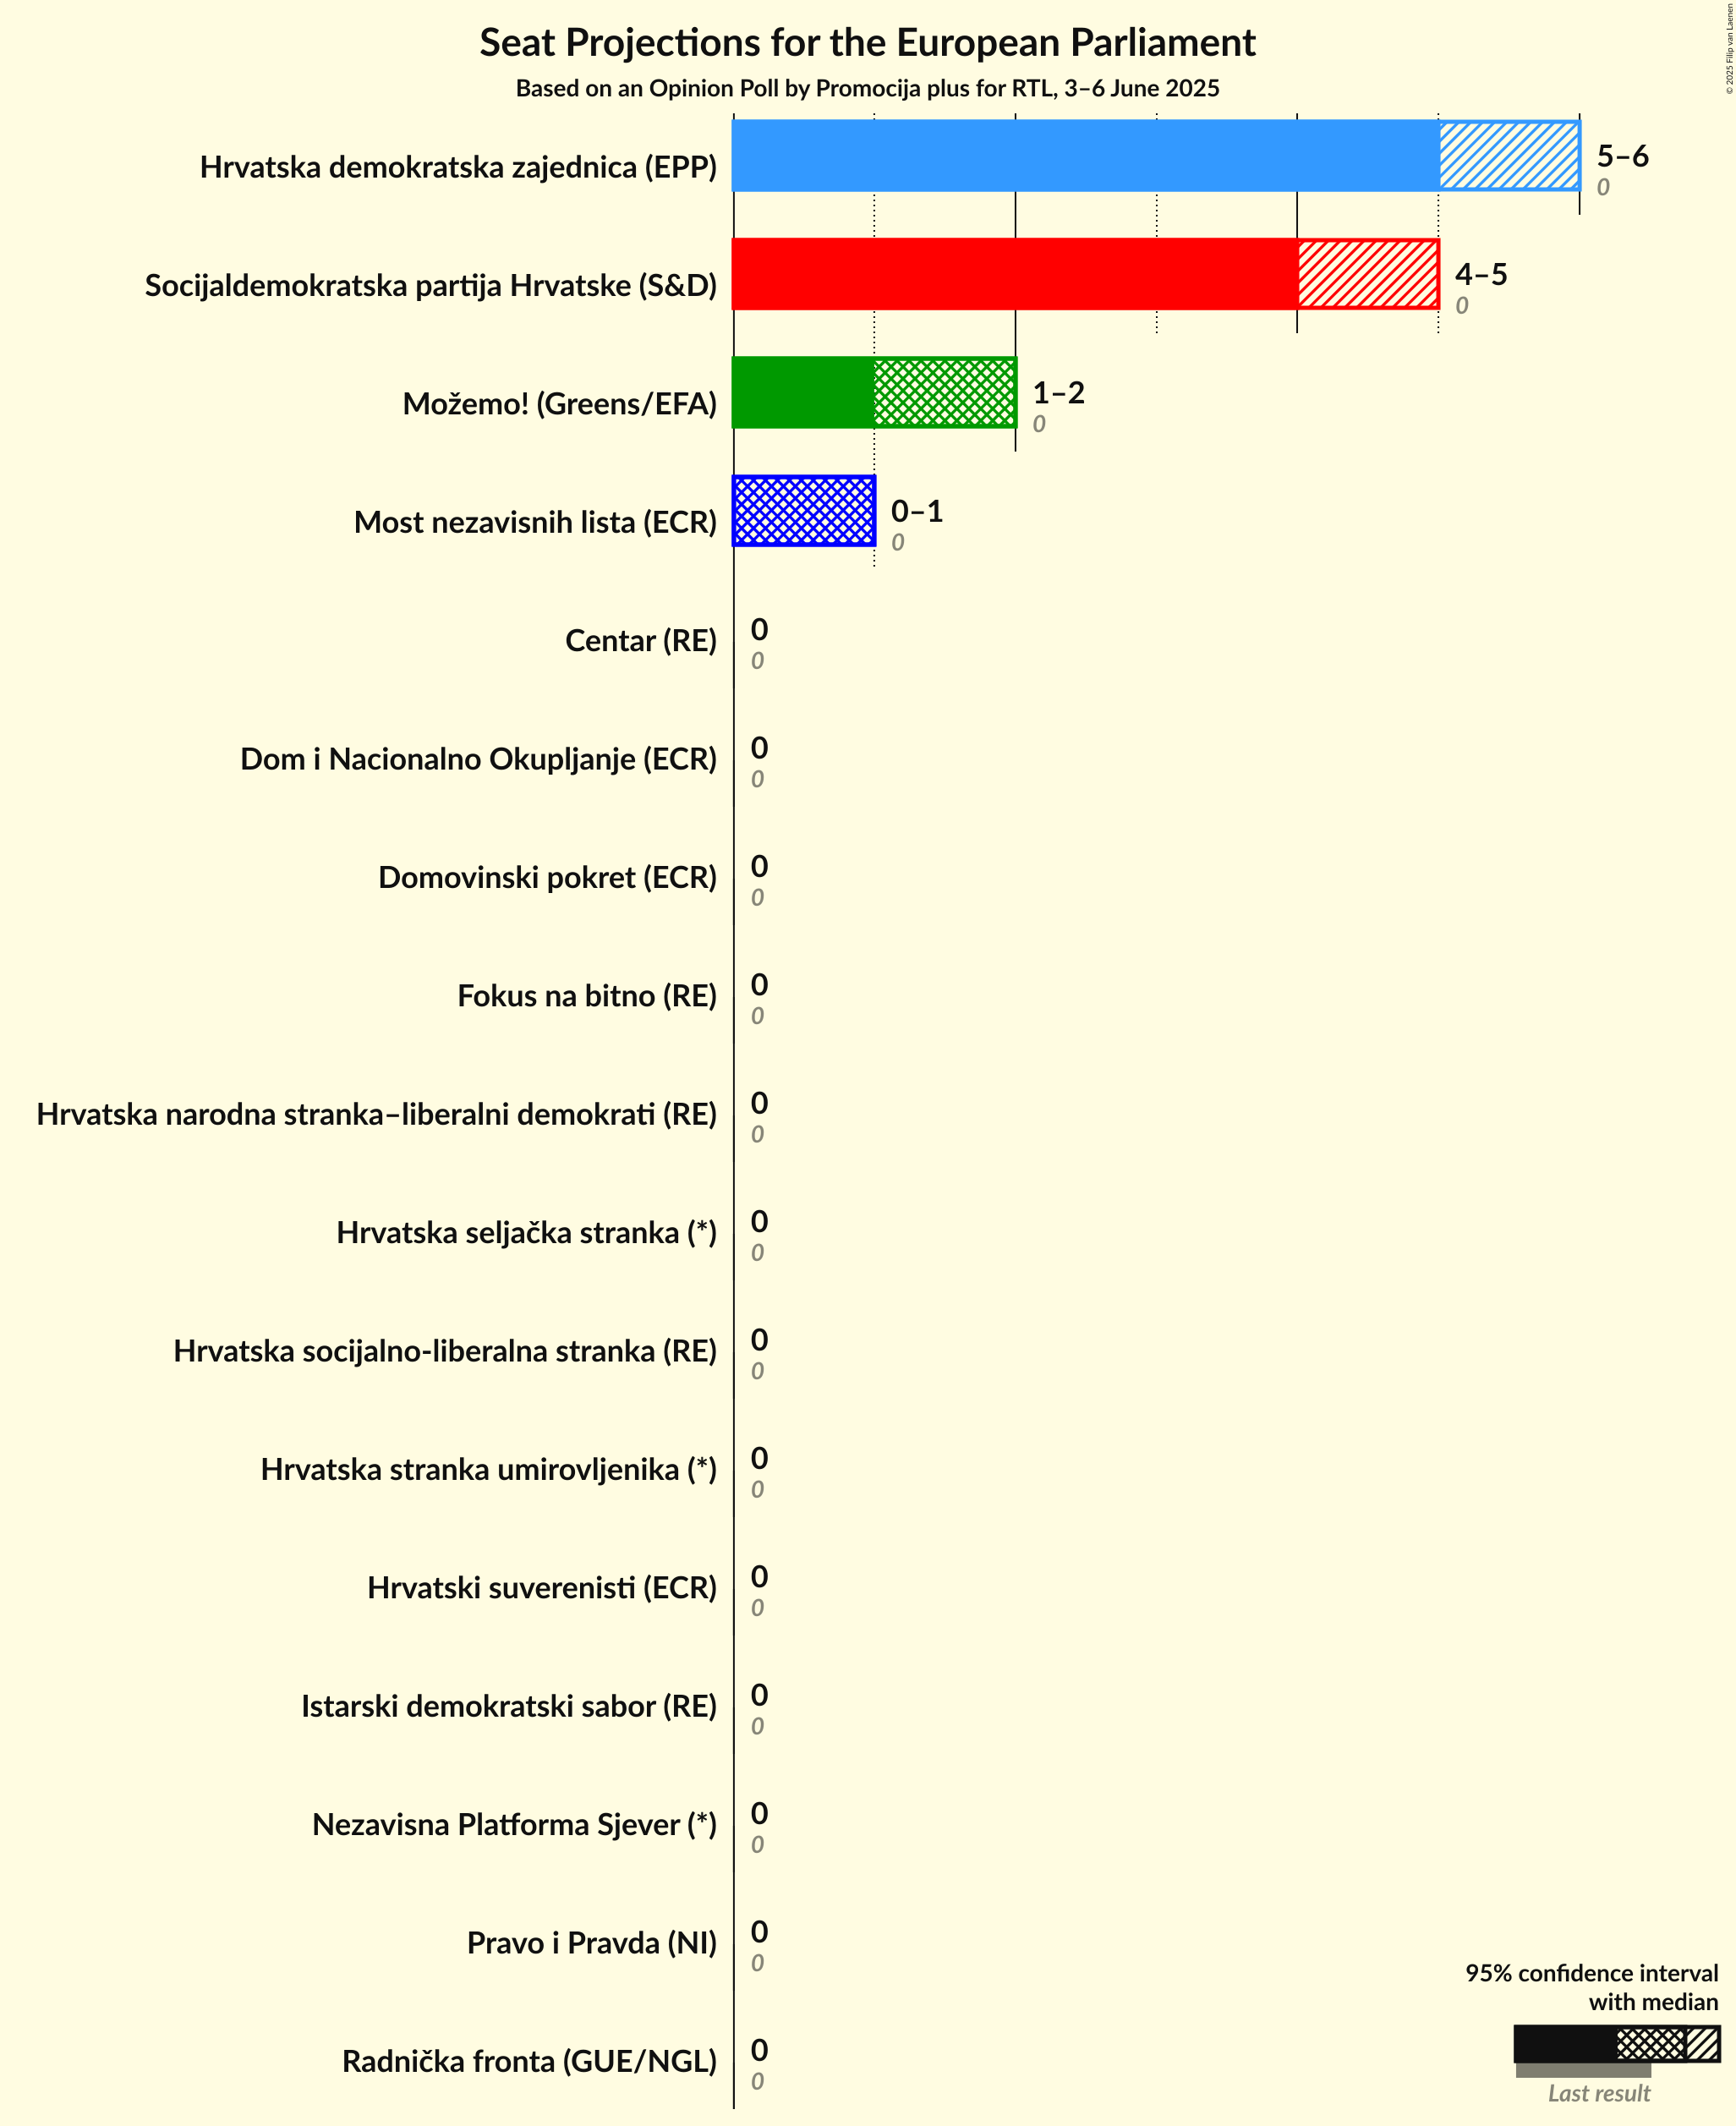 Seat Projections for the European Parliament
Based on an Opinion Poll by Promocija plus for RTL, 3–6 June 2025
© 2025 Filip van Laenen
Hrvatska demokratska zajednica (EPP)
5–6
0
Socijaldemokratska partija Hrvatske (S&D)
4–5
0
Možemo! (Greens/EFA)
1–2
0
Most nezavisnih lista (ECR)
0–1
0
Centar (RE)
0
0
Dom i Nacionalno Okupljanje (ECR)
0
0
Domovinski pokret (ECR)
0
0
Fokus na bitno (RE)
0
0
Hrvatska narodna stranka–liberalni demokrati (RE)
0
0
Hrvatska seljačka stranka (*)
0
0
Hrvatska socijalno-liberalna stranka (RE)
0
0
Hrvatska stranka umirovljenika (*)
0
0
Hrvatski suverenisti (ECR)
0
0
Istarski demokratski sabor (RE)
0
0
Nezavisna Platforma Sjever (*)
0
0
Pravo i Pravda (NI)
0
0
Radnička fronta (GUE/NGL)
0
0
95% confidence interval
with median
Last result